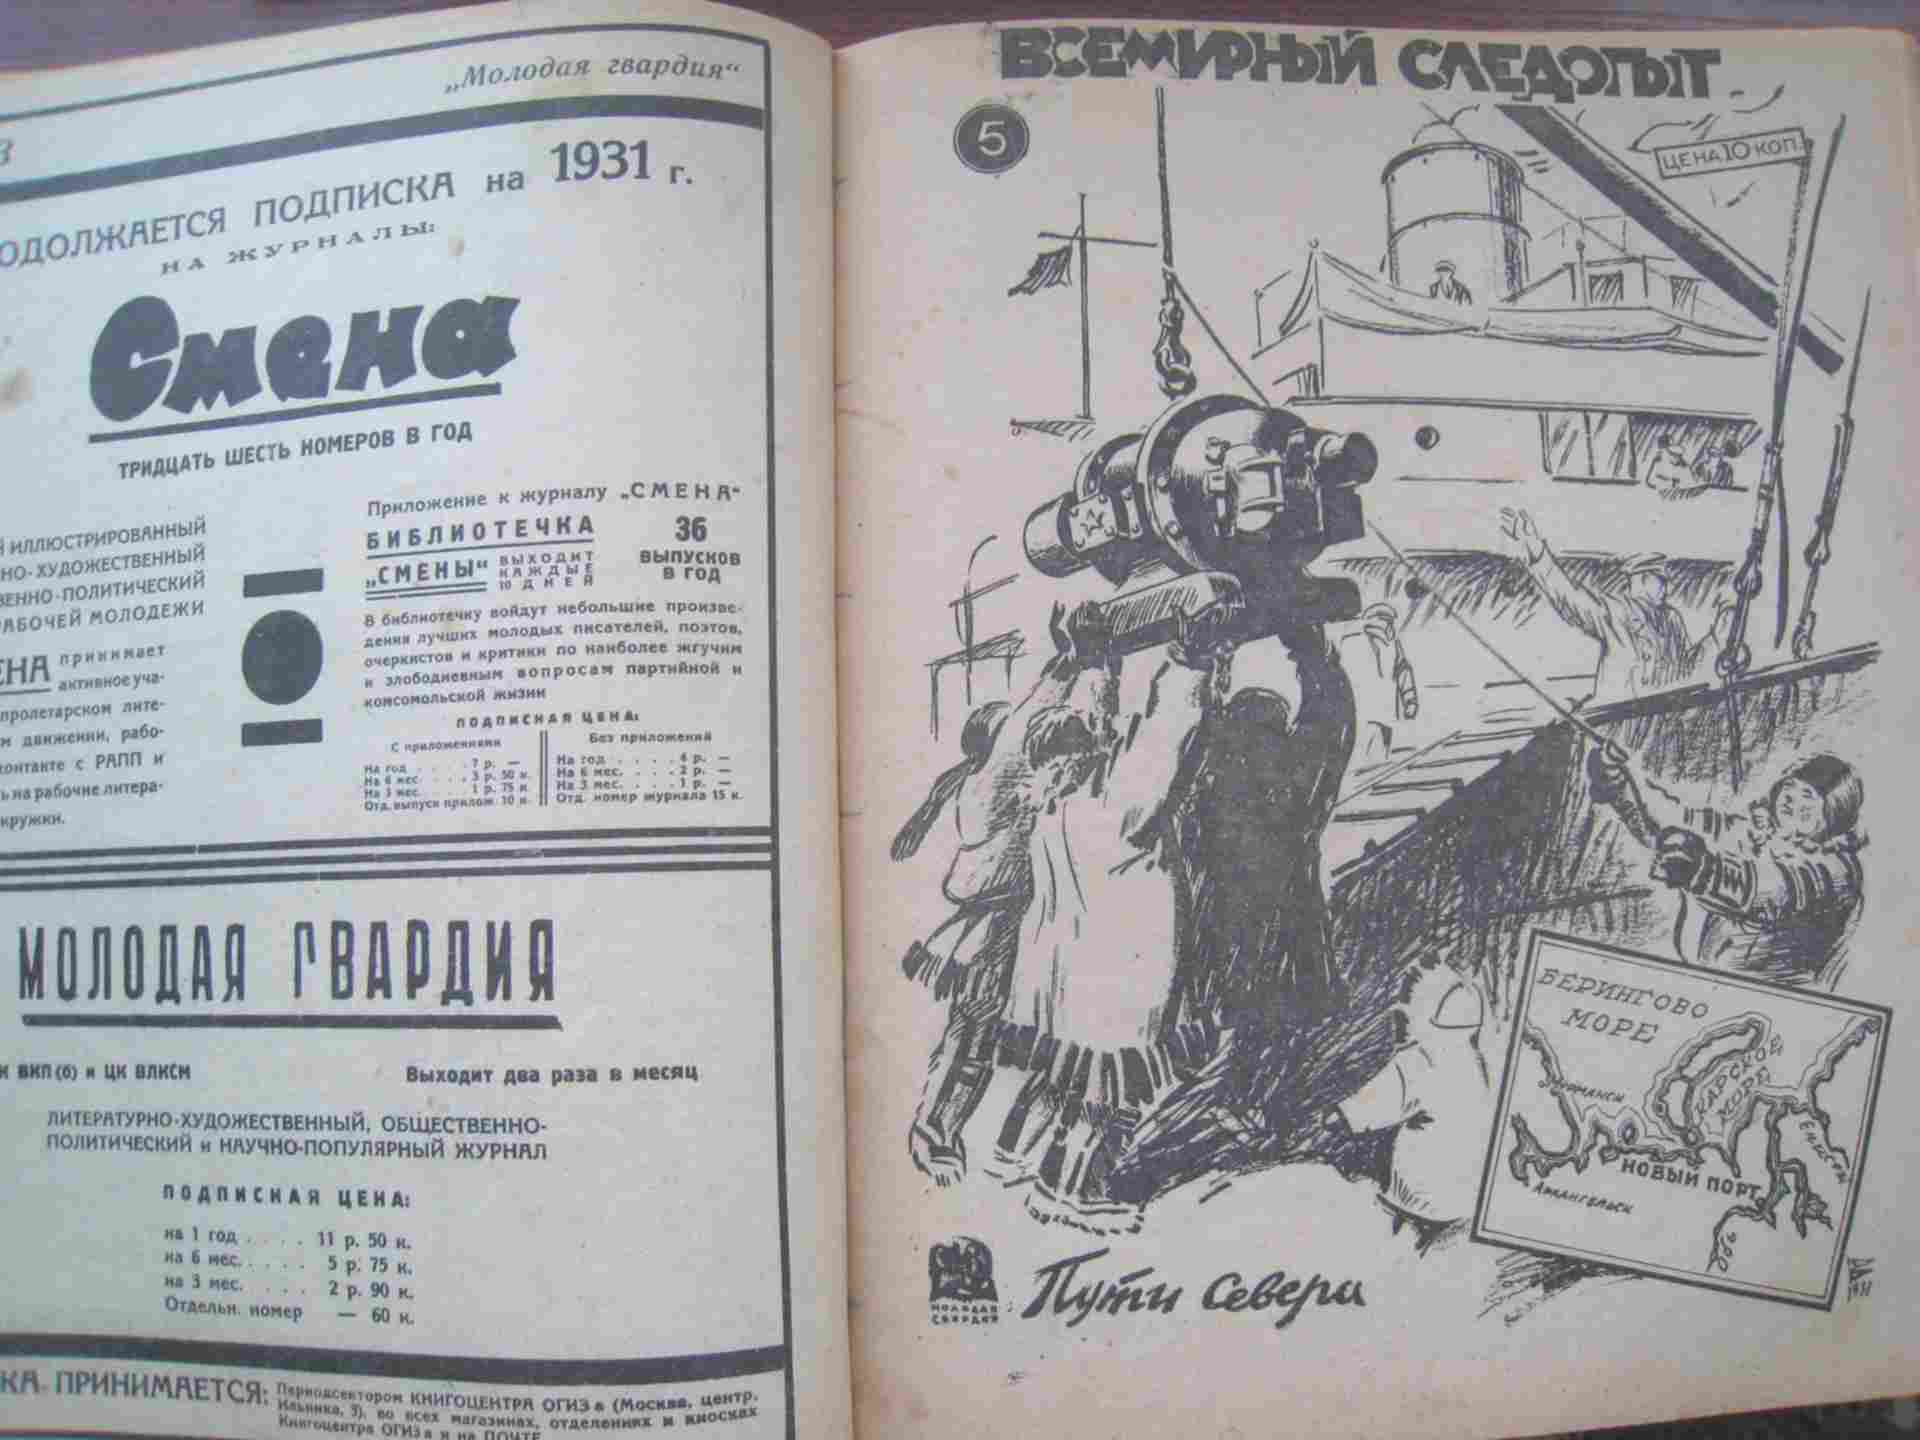 „Молодая гвардия“
ОДОЛЖАЕТСЯ ПОДПИСКА на 1931 г.
НА ЖУРНАЛЫ:
Смена
ТРИДЦАТЬ ШЕСТЬ НОМЕРОВ В ГОД
Й ИЛЛЮСТРИРОВАННЫЙ
НО-ХУДОЖЕСТВЕННЫЙ
ВЕННО-ПОЛИТИЧЕСКИЙ
РАБОЧЕЙ МОЛОДЕЖИ
ЕНА принимает
активное уча-
пролетарском лите-
м движении, рабо-
контакте с РАПП и
ь на рабочие литера-
кружки.
Приложение к журналу „СМЕНА“
БИБЛИОТЕЧКА
„СМЕНЫ“
ВЫХОДИТ
КАЖДЫЕ
10 ДНЕЙ
36
ВЫПУСКОВ
В ГОД
В библиотечку войдут небольшие произве-
дения лучших молодых писателей, поэтов,
очеркистов и критики по наиболее жгучим
и злободневным вопросам партийной и
комсомольской жизни
ПОДПИСНАЯ ЦЕНА:
С приложениями
На год . . . . 7 р. —
На 6 мес. . . . 3 р. 50 к.
На 3 мес. . . . 1 р. 75 к.
Отд. выпуск прилож. 10 к.
Без приложений
На год . . . . . 4 р. —
На 6 мес. . . . . 2 р. —
На 3 мес. . . . . 1 р. —
Отд. номер журнала 15 к.
МОЛОДАЯ ГВАРДИЯ
К ВКП(б) и ЦК ВЛКСМ
Выходит два раза в месяц
ЛИТЕРАТУРНО-ХУДОЖЕСТВЕННЫЙ, ОБЩЕСТВЕННО-
ПОЛИТИЧЕСКИЙ и НАУЧНО-ПОПУЛЯРНЫЙ ЖУРНАЛ
ПОДПИСНАЯ ЦЕНА:
на 1 год . . . . 11 р. 50 к.
на 6 мес. . . . . 5 р. 75 к.
на 3 мес. . . . . 2 р. 90 к.
Отдельн. номер — 60 к.
КА ПРИНИМАЕТСЯ:
Периодсектором КНИГОЦЕНТРА ОГИЗа (Москва, центр,
Ильинка, 3), во всех магазинах, отделениях и киосках
Книгоцентра ОГИЗа и на ПОЧТЕ
ВСЕМИРНЫЙ СЛЕДОПЫТ
5
ЦЕНА 10 КОП.
БЕРИНГОВО
МОРЕ
КАРСКОЕ
МОРЕ
Мурманск
Енисей
НОВЫЙ ПОРТ
Архангельск
Обь
МОЛОДАЯ
ГВАРДИЯ
Пути Севера